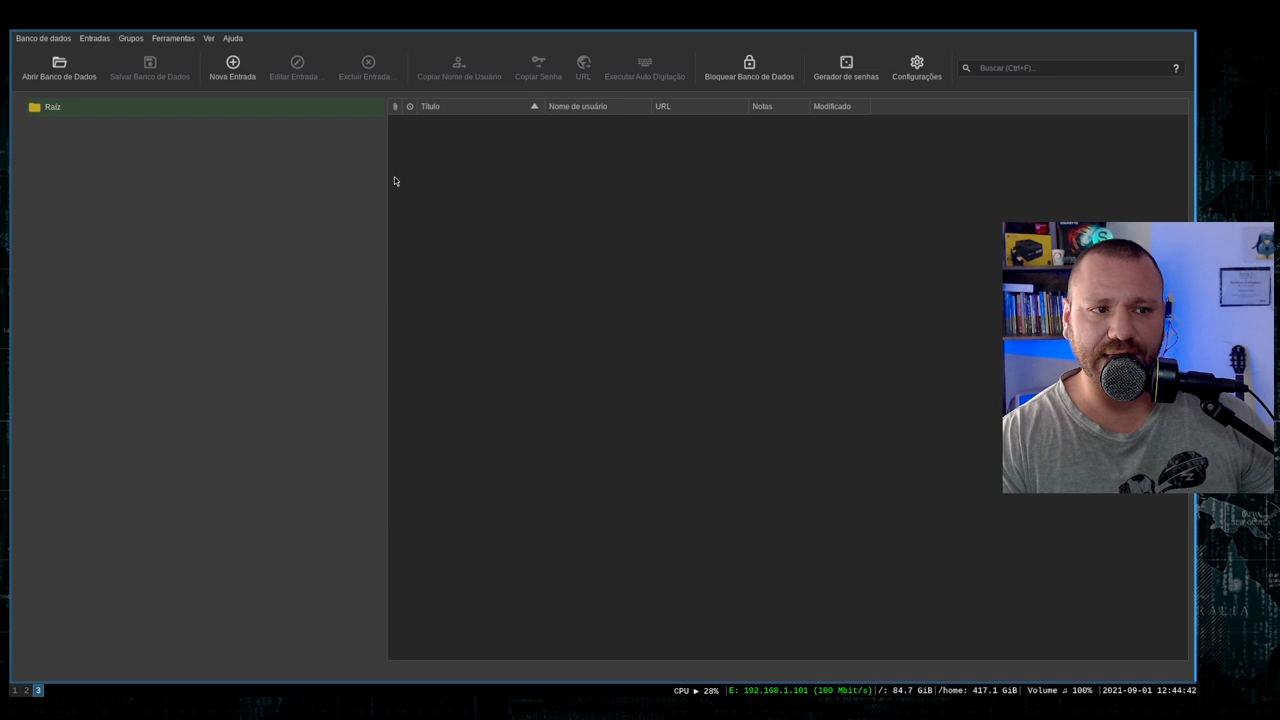 Banco de dados Entradas Grupos Ferramentas Ver Ajuda
Abrir Banco de Dados Salvar Banco de Dados Nova Entrada Editar Entrada... Excluir Entrada... Copiar Nome de Usuário Copiar Senha URL Executar Auto Digitação Bloquear Banco de Dados Gerador de senhas Configurações Buscar (Ctrl+F)... ?
Raíz
Título Nome de usuário URL Notas Modificado
RALIA
1 2 3 CPU ▶ 28% |E: 192.168.1.101 (100 Mbit/s)|/: 84.7 GiB|/home: 417.1 GiB| Volume ♫ 100% |2021-09-01 12:44:42